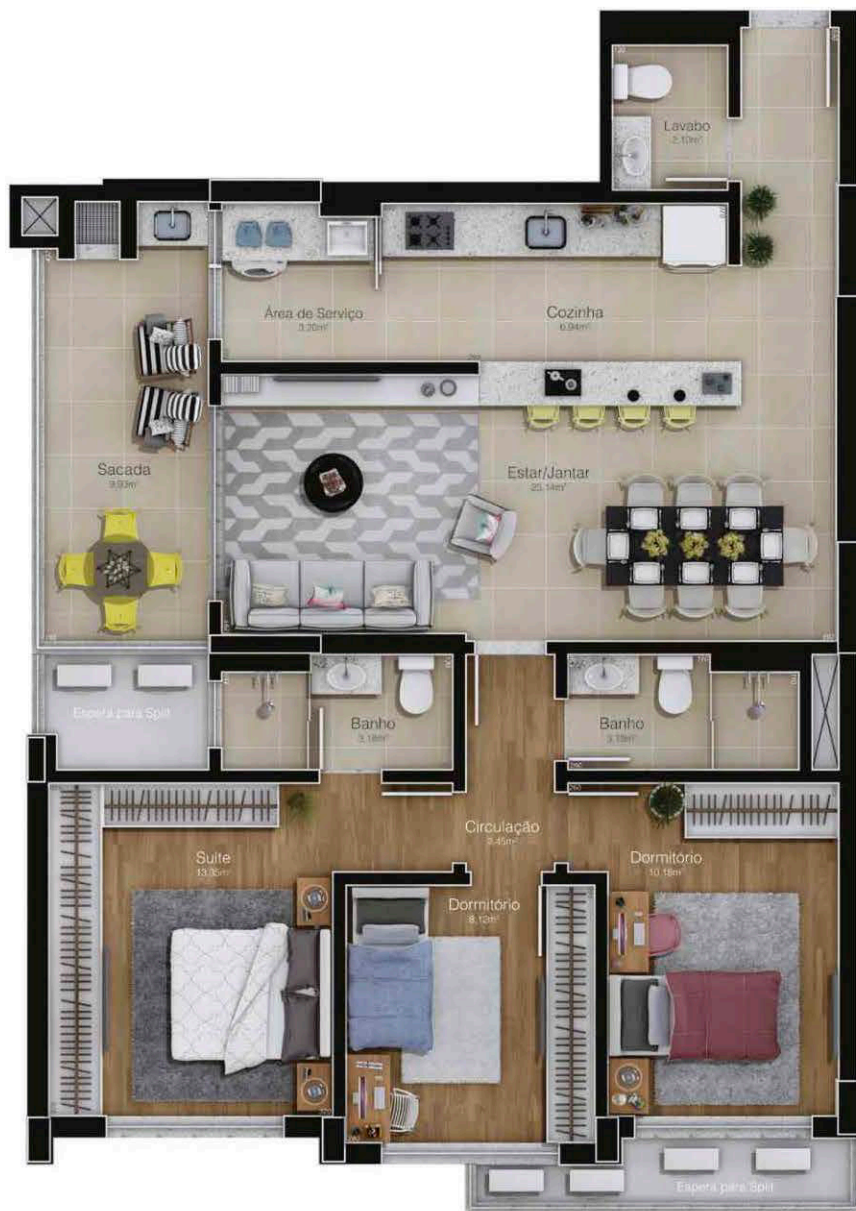 Lavabo
2,10m²
Área de Serviço
3,20m²
Cozinha
6,94m²
Sacada
9,93m²
Estar/Jantar
25,14m²
Espera para Split
Banho
3,18m²
Banho
3,18m²
Circulação
3,45m²
Suíte
13,35m²
Dormitório
8,12m²
Dormitório
10,18m²
Espera para Split